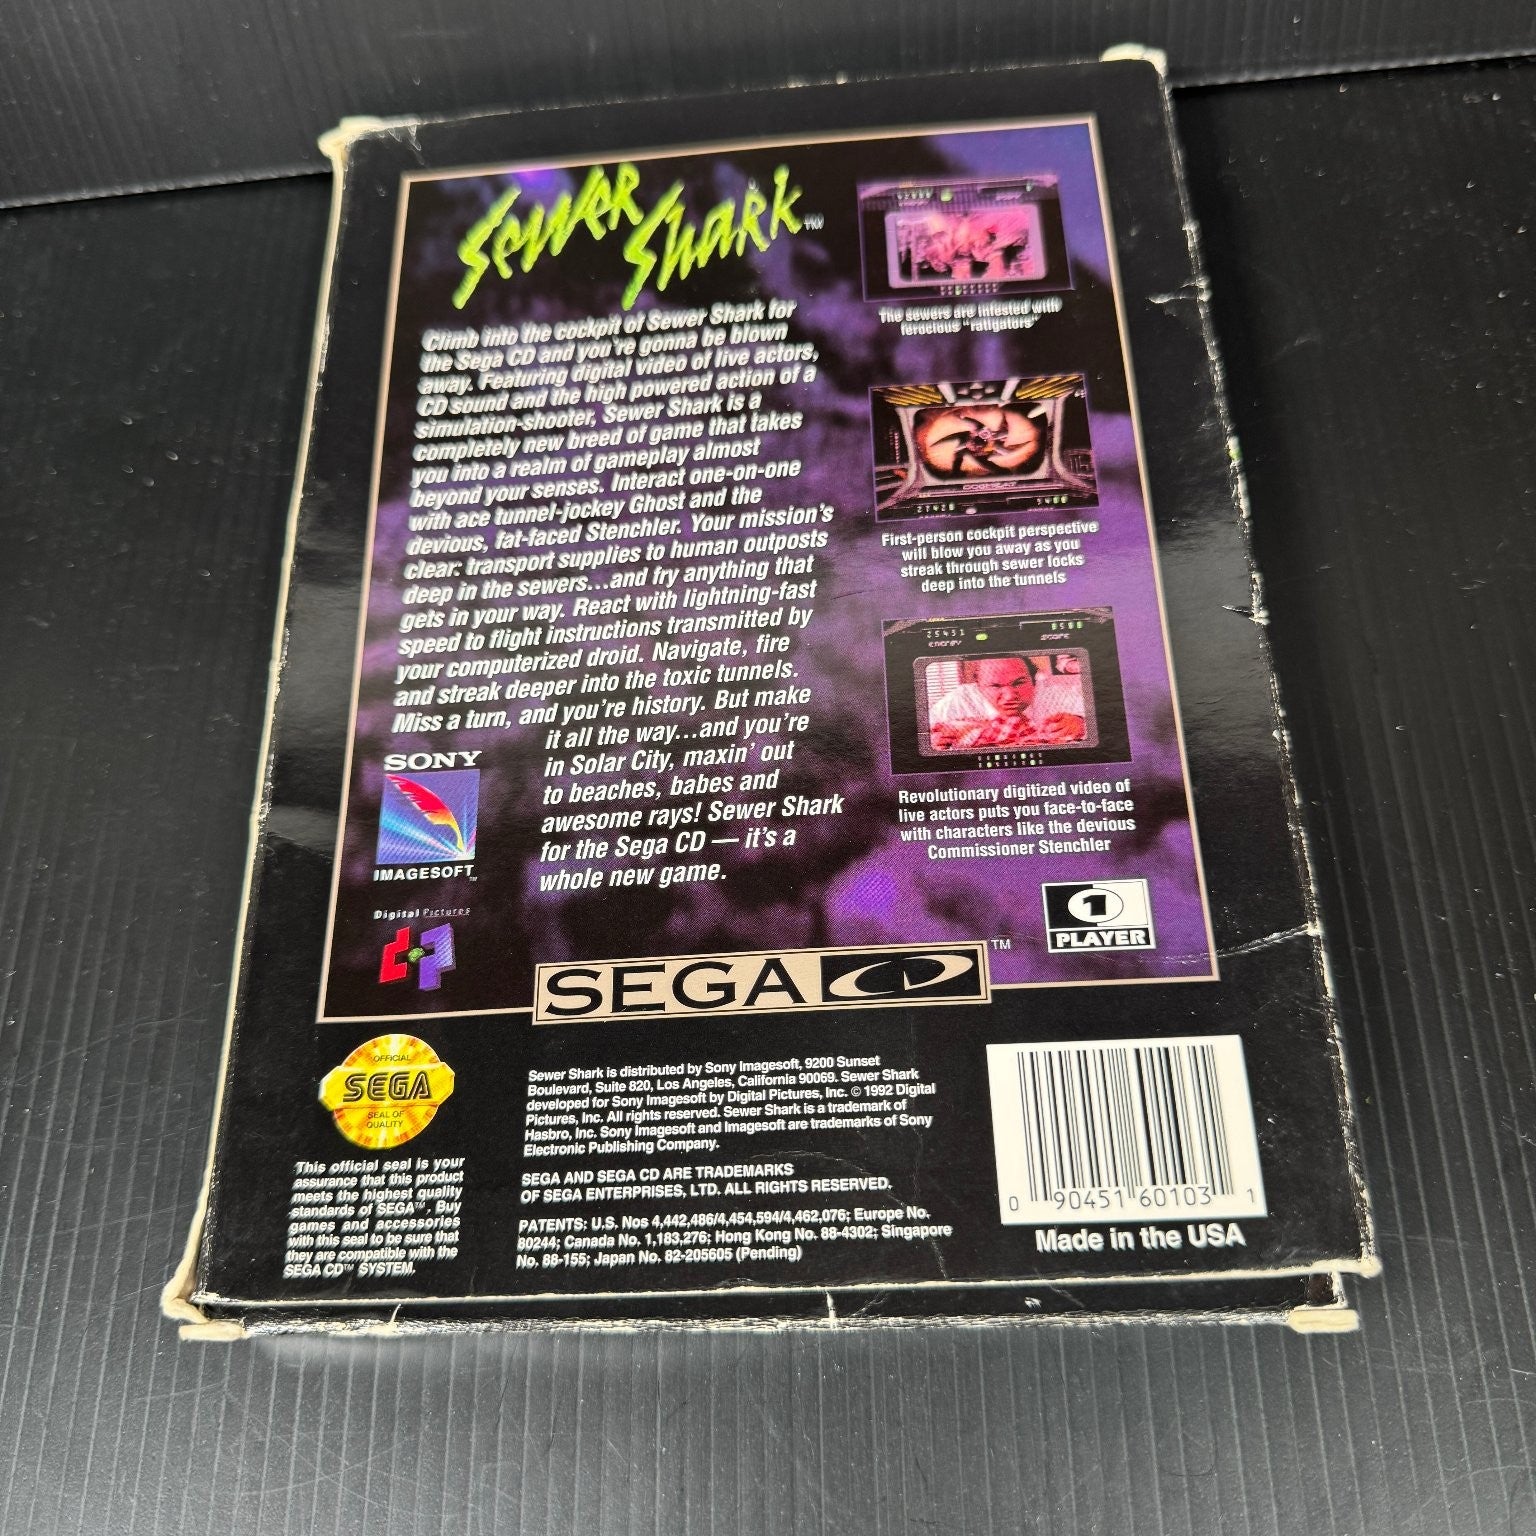 Sewer Shark™
Climb into the cockpit of Sewer Shark for
the Sega CD and you're gonna be blown
away. Featuring digital video of live actors,
CD sound and the high powered action of a
simulation-shooter, Sewer Shark is a
completely new breed of game that takes
you into a realm of gameplay almost
beyond your senses. Interact one-on-one
with ace tunnel-jockey Ghost and the
devious, fat-faced Stenchler. Your mission's
clear: transport supplies to human outposts
deep in the sewers...and fry anything that
gets in your way. React with lightning-fast
speed to flight instructions transmitted by
your computerized droid. Navigate, fire
and streak deeper into the toxic tunnels.
Miss a turn, and you're history. But make
it all the way...and you're
in Solar City, maxin' out
to beaches, babes and
awesome rays! Sewer Shark
for the Sega CD — it's a
whole new game.
The sewers are infested with
ferocious "ratigators"
First-person cockpit perspective
will blow you away as you
streak through sewer locks
deep into the tunnels
25451
energy
8500
score
Revolutionary digitized video of
live actors puts you face-to-face
with characters like the devious
Commissioner Stenchler
SONY
IMAGESOFT™
Digital Pictures
1
PLAYER
SEGA CD™
OFFICIAL
SEGA
SEAL OF
QUALITY
This official seal is your
assurance that this product
meets the highest quality
standards of SEGA™. Buy
games and accessories
with this seal to be sure that
they are compatible with the
SEGA CD™ SYSTEM.
Sewer Shark is distributed by Sony Imagesoft, 9200 Sunset
Boulevard, Suite 820, Los Angeles, California 90069. Sewer Shark
developed for Sony Imagesoft by Digital Pictures, Inc. © 1992 Digital
Pictures, Inc. All rights reserved. Sewer Shark is a trademark of
Hasbro, Inc. Sony Imagesoft and Imagesoft are trademarks of Sony
Electronic Publishing Company.
SEGA AND SEGA CD ARE TRADEMARKS
OF SEGA ENTERPRISES, LTD. ALL RIGHTS RESERVED.
PATENTS: U.S. Nos 4,442,486/4,454,594/4,462,076; Europe No.
80244; Canada No. 1,183,276; Hong Kong No. 88-4302; Singapore
No. 88-155; Japan No. 82-205605 (Pending)
0 90451 60103 1
Made in the USA